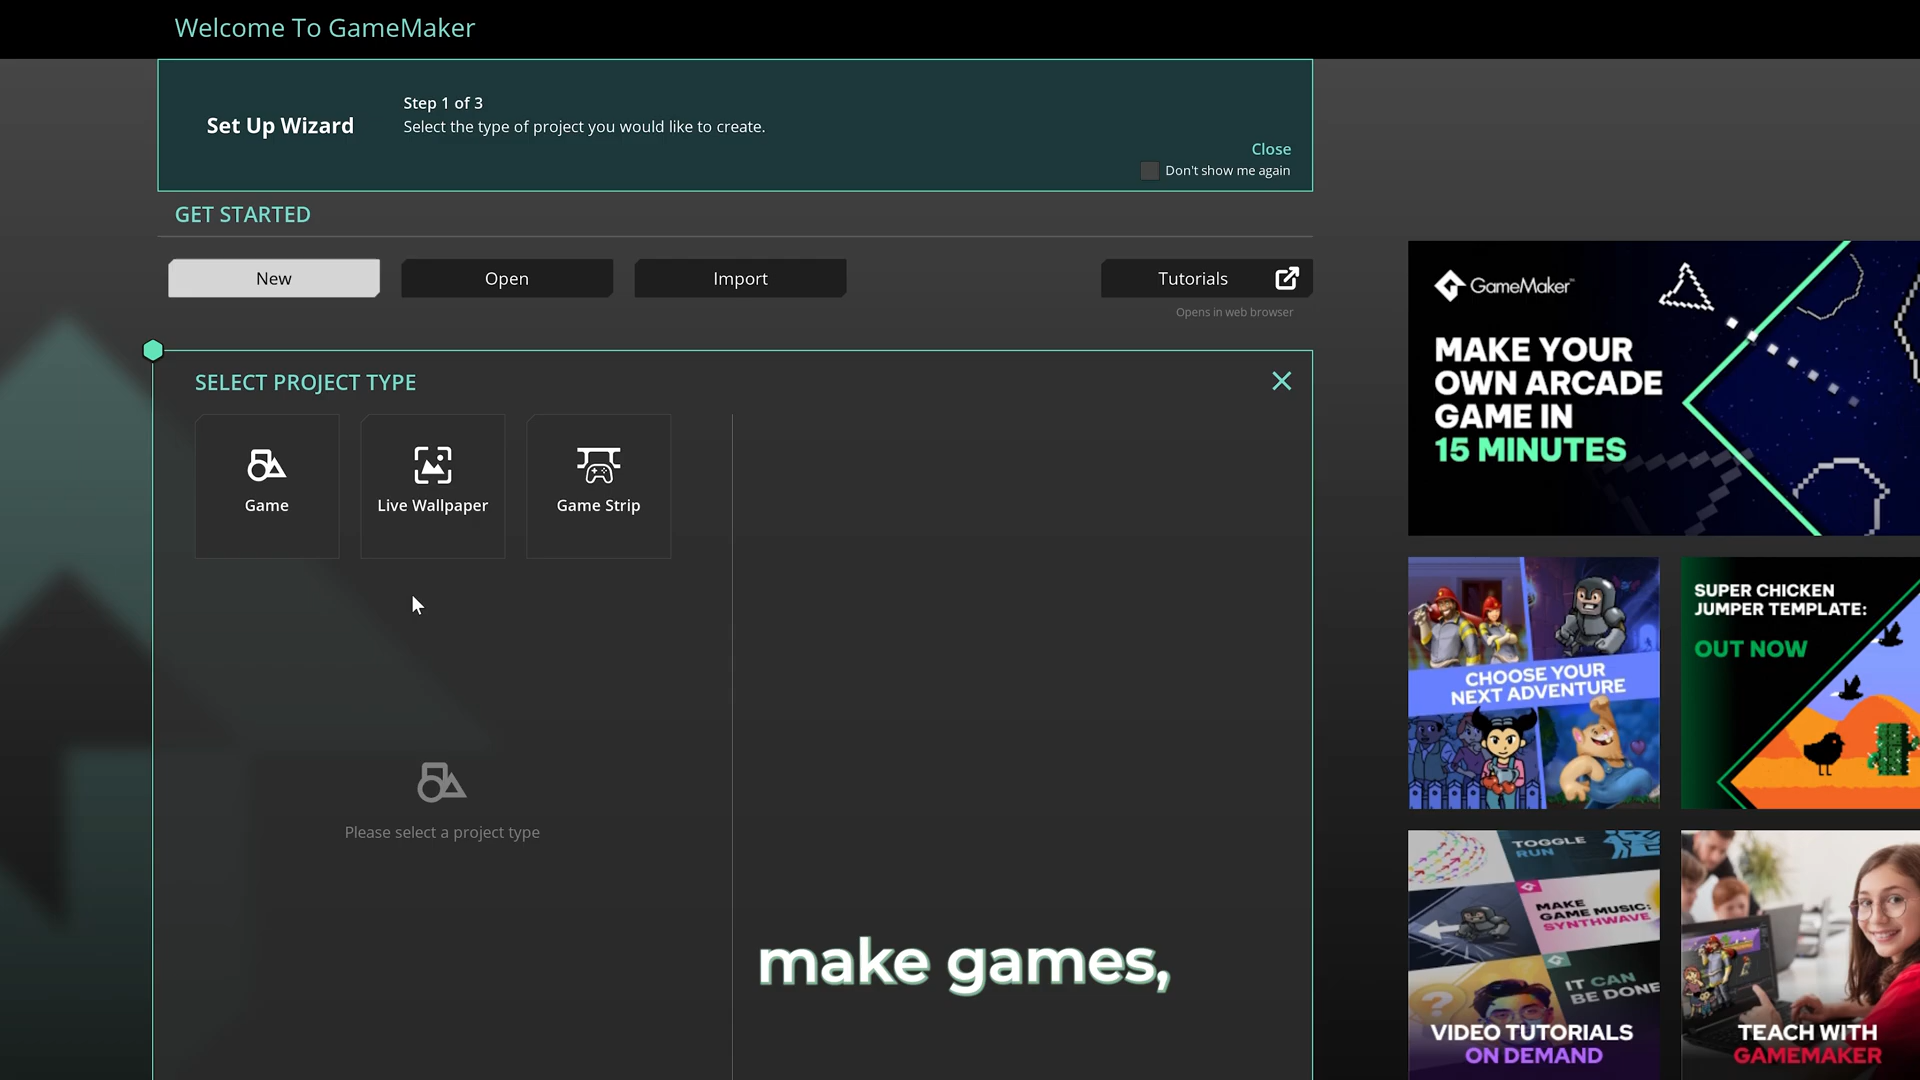 Welcome To GameMaker
Set Up Wizard
Step 1 of 3
Select the type of project you would like to create.
Close
Don't show me again
GET STARTED
New
Open
Import
Tutorials
Opens in web browser
SELECT PROJECT TYPE
Game
Live Wallpaper
Game Strip
Please select a project type
make games,
GameMaker™
MAKE YOUR
OWN ARCADE
GAME IN
15 MINUTES
CHOOSE YOUR
NEXT ADVENTURE
SUPER CHICKEN
JUMPER TEMPLATE:
OUT NOW
TOGGLE
RUN
MAKE
GAME MUSIC:
SYNTHWAVE
IT CAN
BE DONE
VIDEO TUTORIALS
ON DEMAND
TEACH WITH
GAMEMAKER